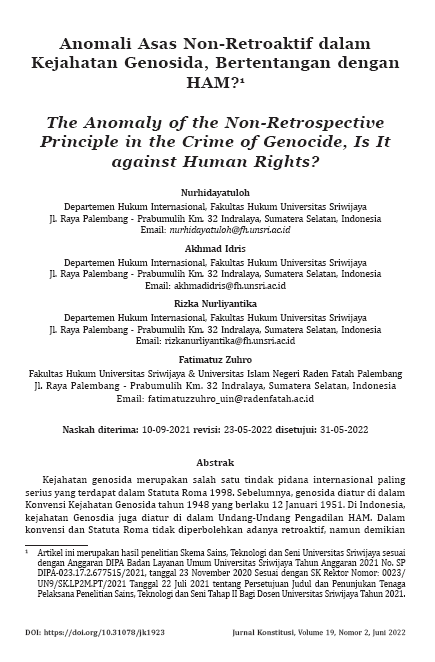 Anomali Asas Non-Retroaktif dalam
Kejahatan Genosida, Bertentangan dengan
HAM?¹
The Anomaly of the Non-Retrospective
Principle in the Crime of Genocide, Is It
against Human Rights?
Nurhidayatuloh
Departemen Hukum Internasional, Fakultas Hukum Universitas Sriwijaya
Jl. Raya Palembang - Prabumulih Km. 32 Indralaya, Sumatera Selatan, Indonesia
Email: nurhidayatuloh@fh.unsri.ac.id
Akhmad Idris
Departemen Hukum Internasional, Fakultas Hukum Universitas Sriwijaya
Jl. Raya Palembang - Prabumulih Km. 32 Indralaya, Sumatera Selatan, Indonesia
Email: akhmadidris@fh.unsri.ac.id
Rizka Nurliyantika
Departemen Hukum Internasional, Fakultas Hukum Universitas Sriwijaya
Jl. Raya Palembang - Prabumulih Km. 32 Indralaya, Sumatera Selatan, Indonesia
Email: rizkanurliyantika@fh.unsri.ac.id
Fatimatuz Zuhro
Fakultas Hukum Universitas Sriwijaya & Universitas Islam Negeri Raden Fatah Palembang
Jl. Raya Palembang - Prabumulih Km. 32 Indralaya, Sumatera Selatan, Indonesia
Email: fatimatuzzuhro_uin@radenfatah.ac.id
Naskah diterima: 10-09-2021 revisi: 23-05-2022 disetujui: 31-05-2022
Abstrak
Kejahatan genosida merupakan salah satu tindak pidana internasional paling
serius yang terdapat dalam Statuta Roma 1998. Sebelumnya, genosida diatur di dalam
Konvensi Kejahatan Genosida tahun 1948 yang berlaku 12 Januari 1951. Di Indonesia,
kejahatan Genosdia juga diatur di dalam Undang-Undang Pengadilan HAM. Dalam
konvensi dan Statuta Roma tidak diperbolehkan adanya retroaktif, namun demikian
¹ Artikel ini merupakan hasil penelitian Skema Sains, Teknologi dan Seni Universitas Sriwijaya sesuai
dengan Anggaran DIPA Badan Layanan Umum Universitas Sriwijaya Tahun Anggaran 2021 No. SP
DIPA-023.17.2.677515/2021, tanggal 23 November 2020 Sesuai dengan SK Rektor Nomor: 0023/
UN9/SK.LP2M.PT/2021 Tanggal 22 Juli 2021 tentang Persetujuan Judul dan Penunjukan Tenaga
Pelaksana Penelitian Sains, Teknologi dan Seni Tahap II Bagi Dosen Universitas Sriwijaya Tahun 2021.
DOI: https://doi.org/10.31078/jk1923 Jurnal Konstitusi, Volume 19, Nomor 2, Juni 2022